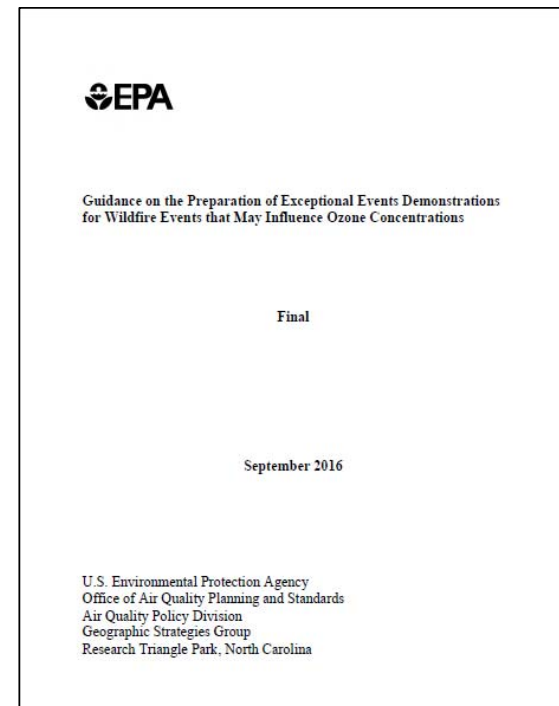 EPA
Guidance on the Preparation of Exceptional Events Demonstrations
for Wildfire Events that May Influence Ozone Concentrations
Final
September 2016
U.S. Environmental Protection Agency
Office of Air Quality Planning and Standards
Air Quality Policy Division
Geographic Strategies Group
Research Triangle Park, North Carolina